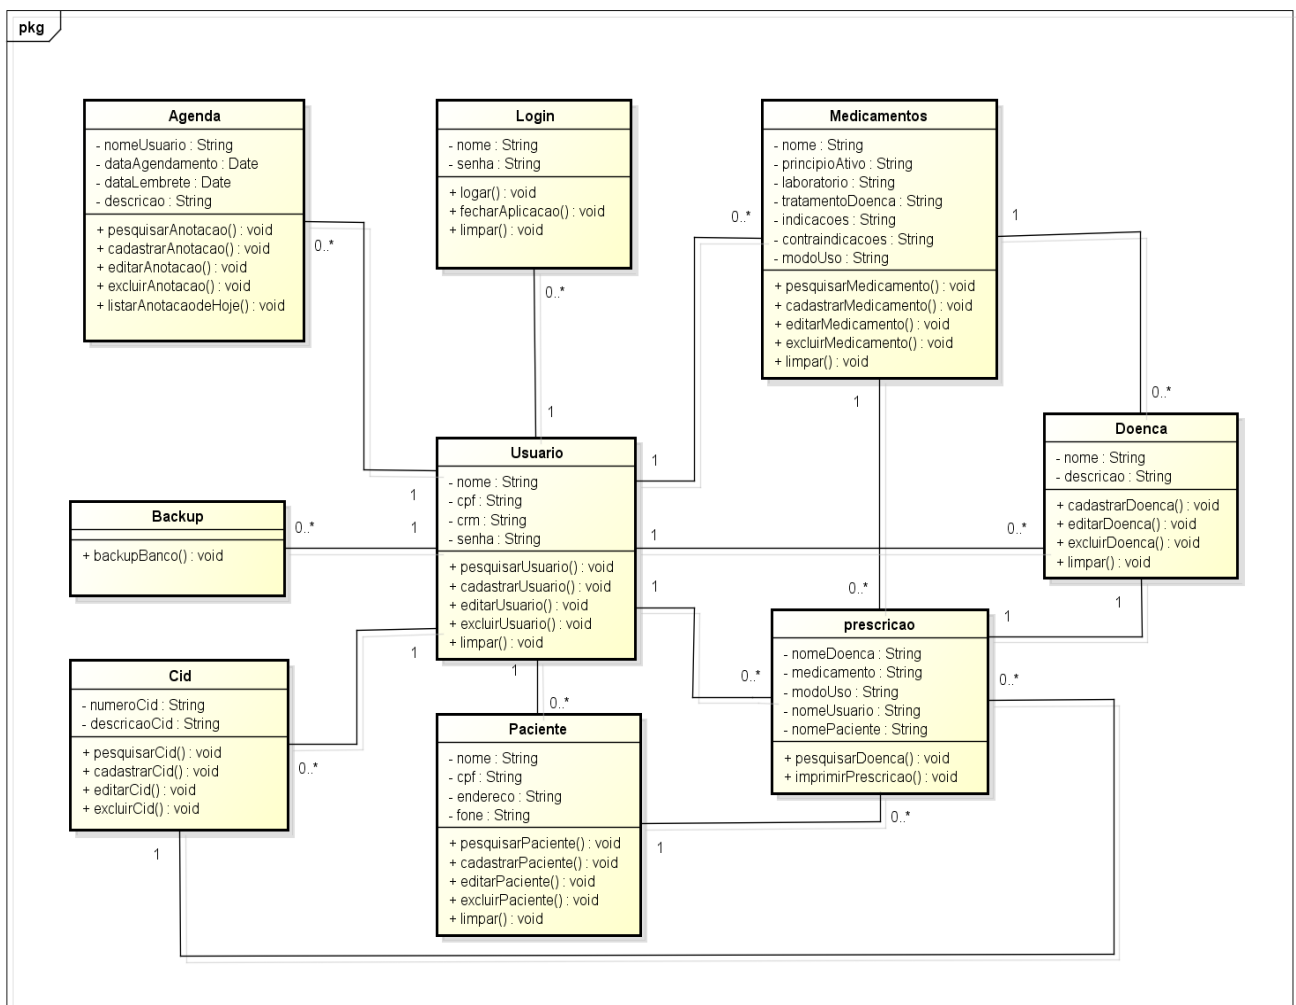 pkg
Agenda
- nomeUsuario : String
- dataAgendamento : Date
- dataLembrete : Date
- descricao : String
+ pesquisarAnotacao() : void
+ cadastrarAnotacao() : void
+ editarAnotacao() : void
+ excluirAnotacao() : void
+ listarAnotacaodeHoje() : void
0..*
1
Login
- nome : String
- senha : String
+ logar() : void
+ fecharAplicacao() : void
+ limpar() : void
0..*
1
Medicamentos
- nome : String
- principioAtivo : String
- laboratorio : String
- tratamentoDoenca : String
- indicacoes : String
- contraindicacoes : String
- modoUso : String
+ pesquisarMedicamento() : void
+ cadastrarMedicamento() : void
+ editarMedicamento() : void
+ excluirMedicamento() : void
+ limpar() : void
0..*
1
1
0..*
Usuario
- nome : String
- cpf : String
- crm : String
- senha : String
+ pesquisarUsuario() : void
+ cadastrarUsuario() : void
+ editarUsuario() : void
+ excluirUsuario() : void
+ limpar() : void
1
1
1
1
1
1
Doenca
- nome : String
- descricao : String
+ cadastrarDoenca() : void
+ editarDoenca() : void
+ excluirDoenca() : void
+ limpar() : void
0..*
1
Backup
+ backupBanco() : void
0..*
prescricao
- nomeDoenca : String
- medicamento : String
- modoUso : String
- nomeUsuario : String
- nomePaciente : String
+ pesquisarDoenca() : void
+ imprimirPrescricao() : void
0..*
1
0..*
0..*
0..*
Cid
- numeroCid : String
- descricaoCid : String
+ pesquisarCid() : void
+ cadastrarCid() : void
+ editarCid() : void
+ excluirCid() : void
0..*
1
Paciente
- nome : String
- cpf : String
- endereco : String
- fone : String
+ pesquisarPaciente() : void
+ cadastrarPaciente() : void
+ editarPaciente() : void
+ excluirPaciente() : void
+ limpar() : void
0..*
1